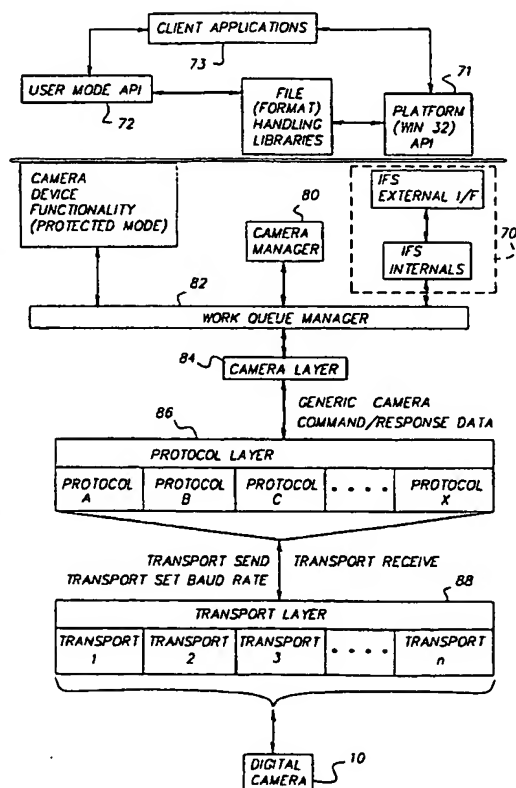 CLIENT APPLICATIONS
73
71
USER MODE API
72
FILE
(FORMAT)
HANDLING
LIBRARIES
PLATFORM
(WIN 32)
API
CAMERA
DEVICE
FUNCTIONALITY
(PROTECTED MODE)
80
CAMERA
MANAGER
IFS
EXTERNAL I/F
70
IFS
INTERNALS
82
WORK QUEUE MANAGER
84
CAMERA LAYER
GENERIC CAMERA
COMMAND/RESPONSE DATA
86
PROTOCOL LAYER
PROTOCOL
A
PROTOCOL
B
PROTOCOL
C
• • • •
PROTOCOL
X
TRANSPORT SEND
TRANSPORT SET BAUD RATE
TRANSPORT RECEIVE
88
TRANSPORT LAYER
TRANSPORT
1
TRANSPORT
2
TRANSPORT
3
• • • •
TRANSPORT
n
DIGITAL
CAMERA
10